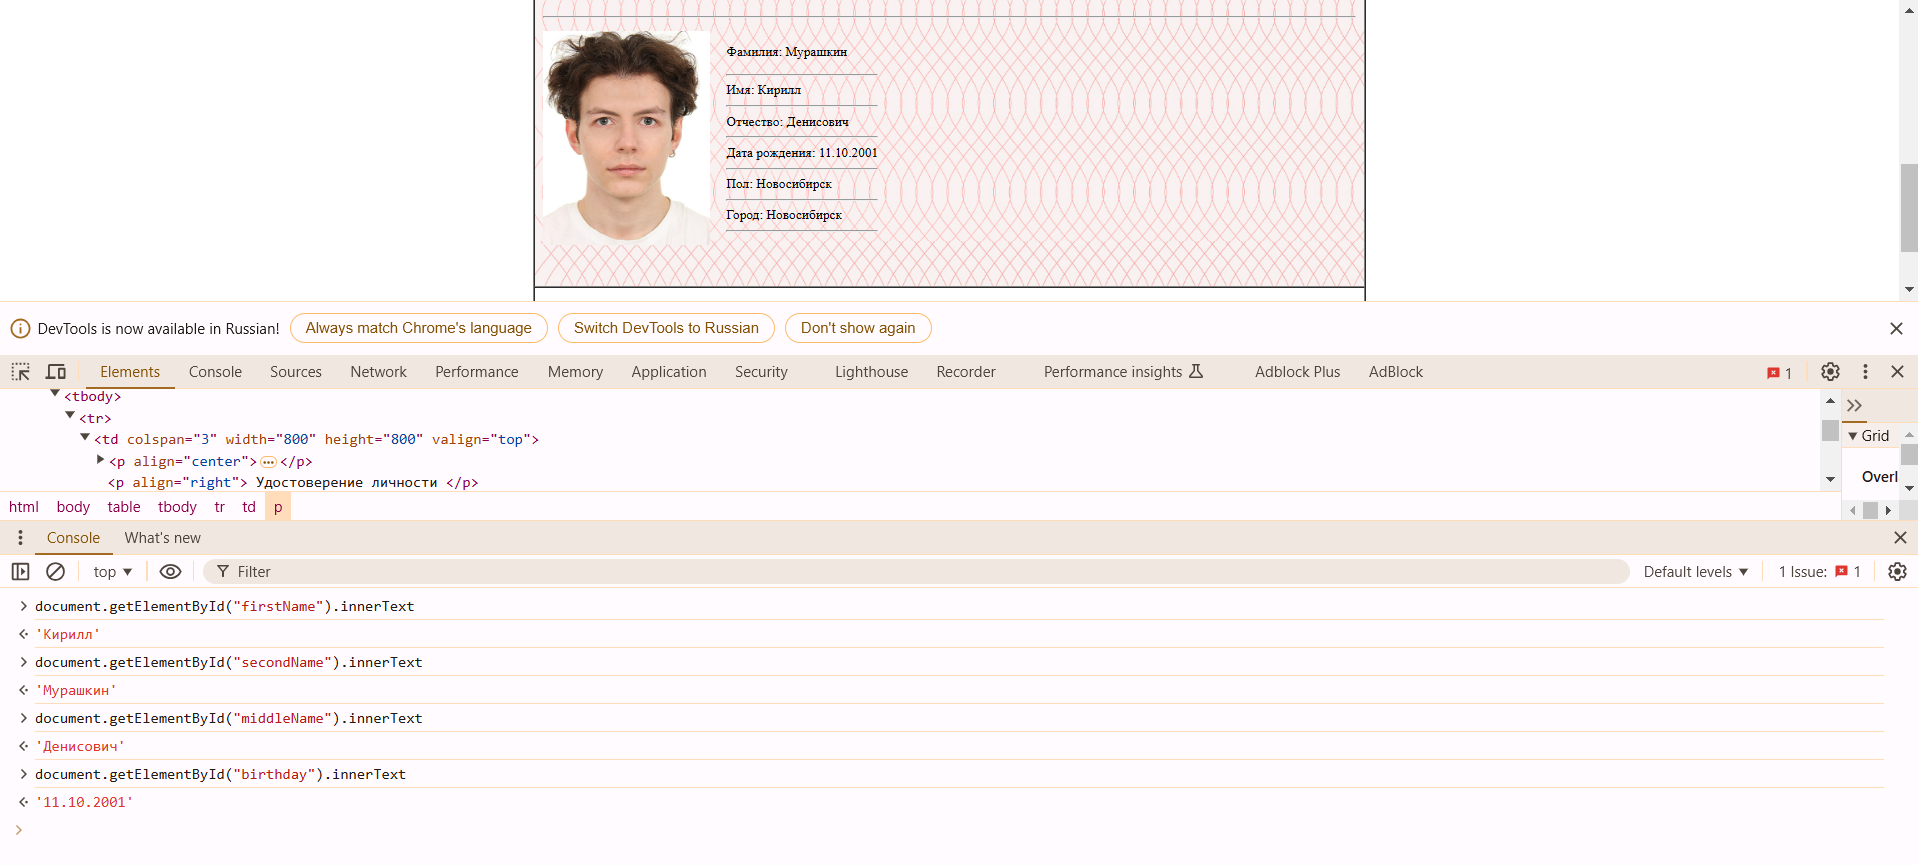 Фамилия: Мурашкин
Имя: Кирилл
Отчество: Денисович
Дата рождения: 11.10.2001
Пол: Новосибирск
Город: Новосибирск
DevTools is now available in Russian! Always match Chrome's language Switch DevTools to Russian Don't show again
Elements Console Sources Network Performance Memory Application Security Lighthouse Recorder Performance insights Adblock Plus AdBlock 1
<tbody>
<tr>
<td colspan="3" width="800" height="800" valign="top">
<p align="center">…</p>
<p align="right"> Удостоверение личности </p>
Grid
Overl
html body table tbody tr td p
Console What's new
top Filter Default levels 1 Issue: 1
document.getElementById("firstName").innerText
'Кирилл'
document.getElementById("secondName").innerText
'Мурашкин'
document.getElementById("middleName").innerText
'Денисович'
document.getElementById("birthday").innerText
'11.10.2001'